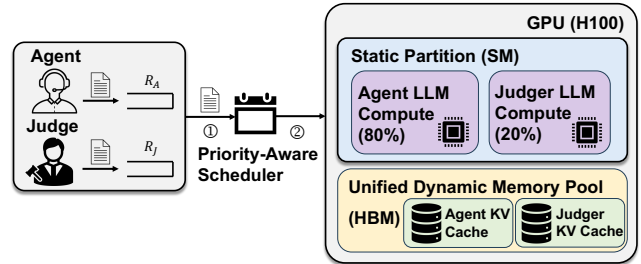 Agent
R_A
Judge
R_J
①
②
Priority-Aware
Scheduler
GPU (H100)
Static Partition (SM)
Agent LLM
Compute
(80%)
Judger LLM
Compute
(20%)
Unified Dynamic Memory Pool
(HBM)
Agent KV
Cache
Judger
KV Cache